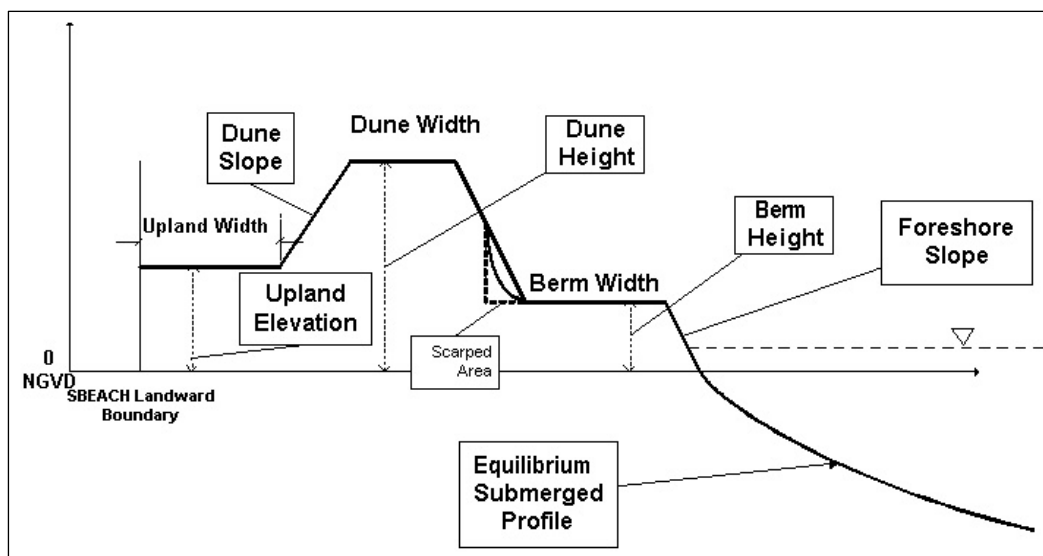 Dune
Slope
Dune Width
Dune
Height
Upland Width
Berm
Height
Foreshore
Slope
Upland
Elevation
Berm Width
Scarped
Area
0
NGVD
SBEACH Landward
Boundary
Equilibrium
Submerged
Profile